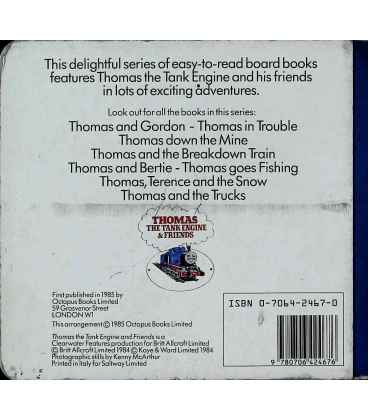 This delightful series of easy-to-read board books
features Thomas the Tank Engine and his friends
in lots of exciting adventures.
Look out for all the books in this series:
Thomas and Gordon - Thomas in Trouble
Thomas down the Mine
Thomas and the Breakdown Train
Thomas and Bertie - Thomas goes Fishing
Thomas, Terence and the Snow
Thomas and the Trucks
THOMAS
THE TANK ENGINE
& FRIENDS
First published in 1985 by
Octopus Books Limited
59 Grosvenor Street
LONDON W1
This arrangement © 1985 Octopus Books Limited
Thomas the Tank Engine and Friends is a
Clearwater Features production for Britt Allcroft Limited
© Britt Allcroft Limited 1984 © Kaye & Ward Limited 1984
Photographic stills by Kenny McArthur
Printed in Italy for Saltway Limited
ISBN 0-7064-2467-0
9 780706 424676